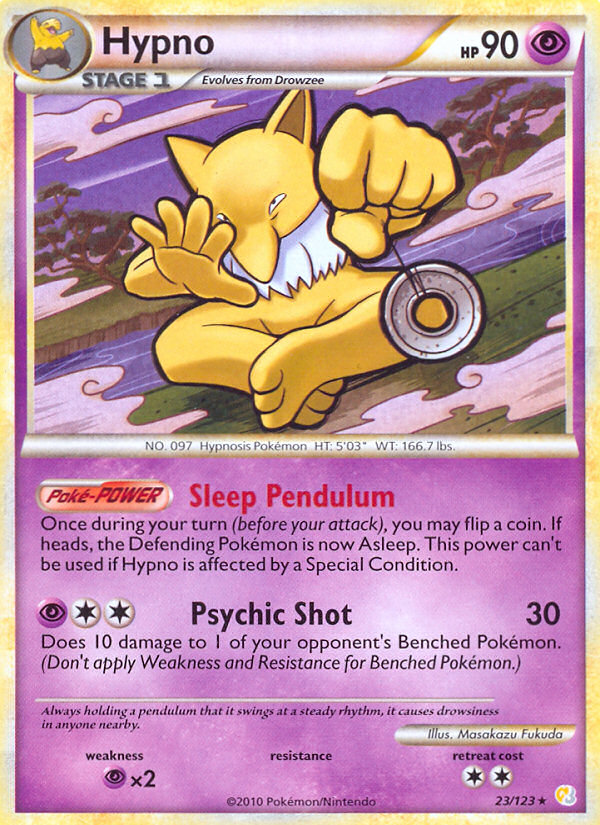 Hypno
HP 90
STAGE 1
Evolves from Drowzee
NO. 097 Hypnosis Pokémon HT: 5'03" WT: 166.7 lbs.
Poké-POWER Sleep Pendulum
Once during your turn (before your attack), you may flip a coin. If
heads, the Defending Pokémon is now Asleep. This power can't
be used if Hypno is affected by a Special Condition.
Psychic Shot 30
Does 10 damage to 1 of your opponent's Benched Pokémon.
(Don't apply Weakness and Resistance for Benched Pokémon.)
Always holding a pendulum that it swings at a steady rhythm, it causes drowsiness
in anyone nearby.
Illus. Masakazu Fukuda
weakness resistance retreat cost
×2
©2010 Pokémon/Nintendo 23/123 ★